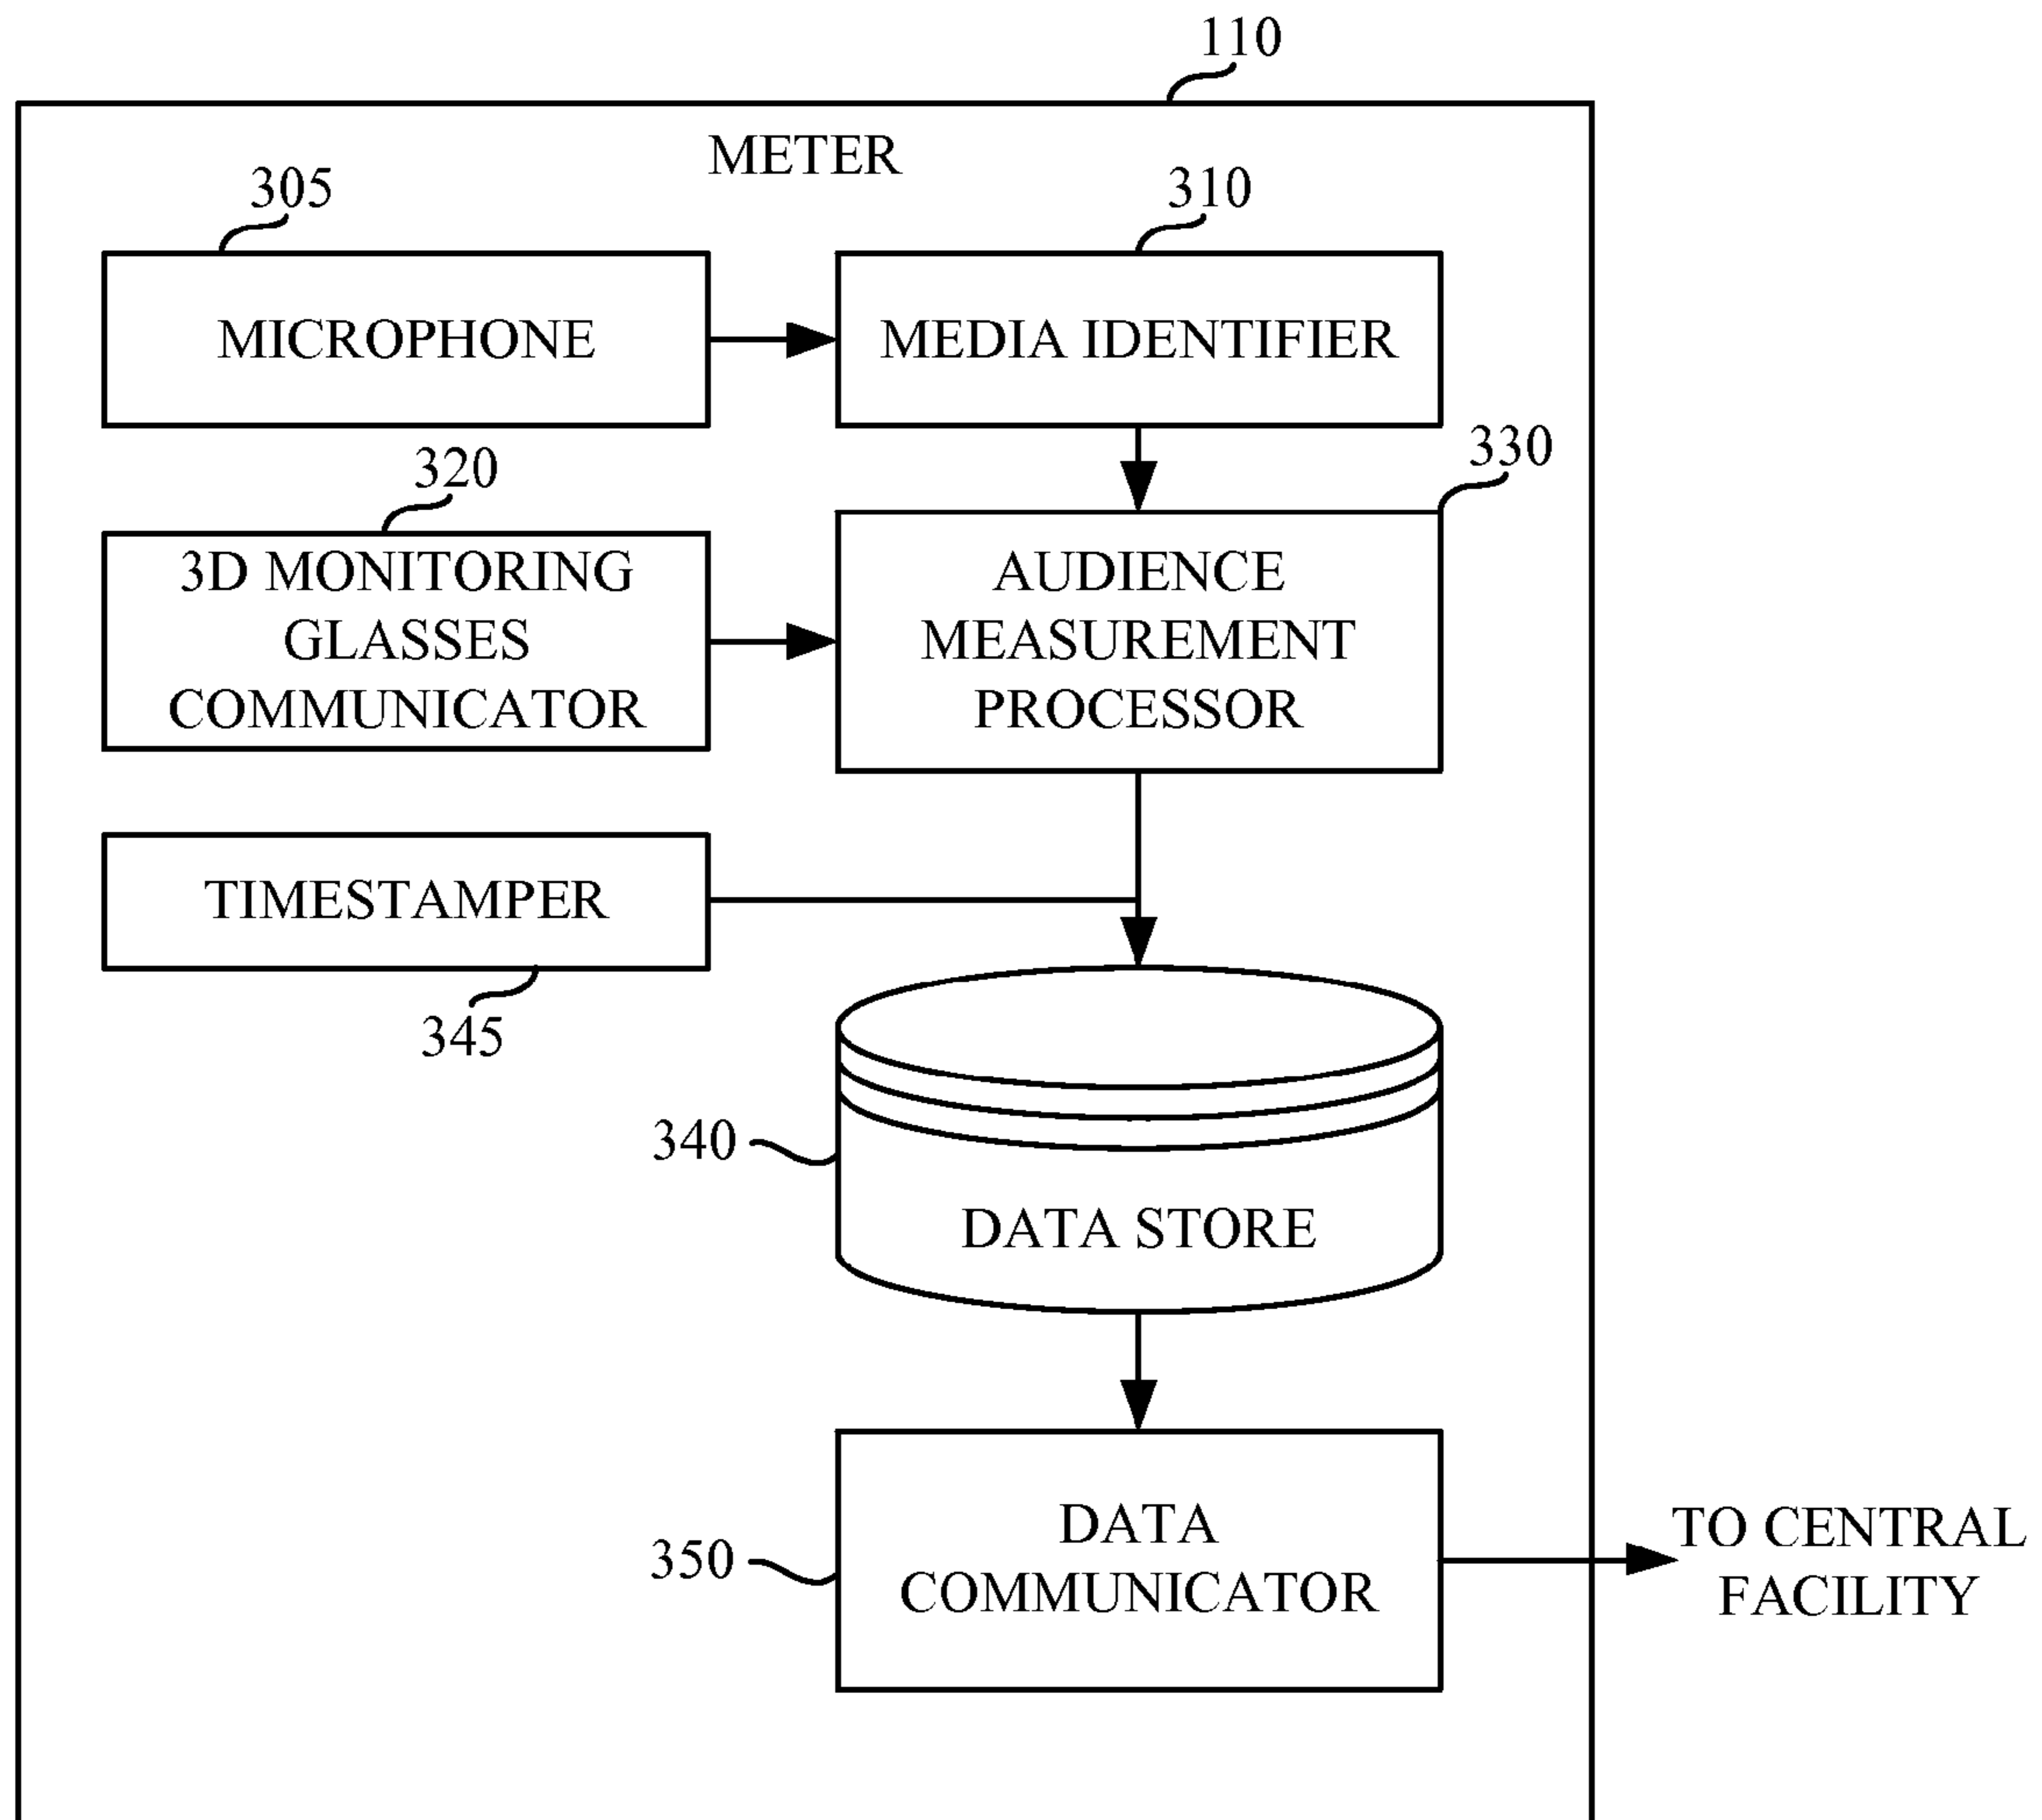 110
METER
305
310
MICROPHONE
MEDIA IDENTIFIER
320
330
3D MONITORING
GLASSES
COMMUNICATOR
AUDIENCE
MEASUREMENT
PROCESSOR
TIMESTAMPER
345
340
DATA STORE
350
DATA
COMMUNICATOR
TO CENTRAL
FACILITY